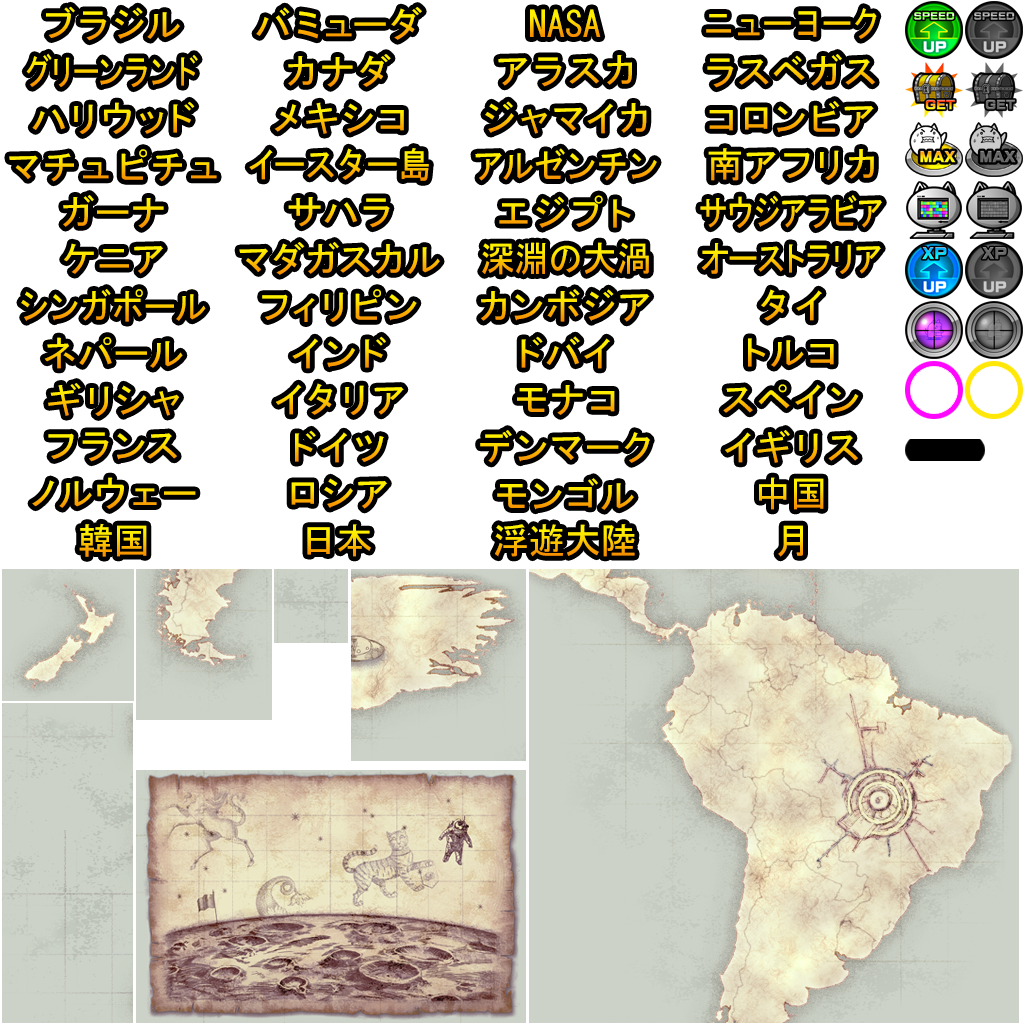 ブラジル バミューダ NASA ニューヨーク
グリーンランド カナダ アラスカ ラスベガス
ハリウッド メキシコ ジャマイカ コロンビア
マチュピチュ イースター島 アルゼンチン 南アフリカ
ガーナ サハラ エジプト サウジアラビア
ケニア マダガスカル 深淵の大渦 オーストラリア
シンガポール フィリピン カンボジア タイ
ネパール インド ドバイ トルコ
ギリシャ イタリア モナコ スペイン
フランス ドイツ デンマーク イギリス
ノルウェー ロシア モンゴル 中国
韓国 日本 浮遊大陸 月
SPEED UP SPEED UP
GET GET
MAX MAX
XP UP XP UP